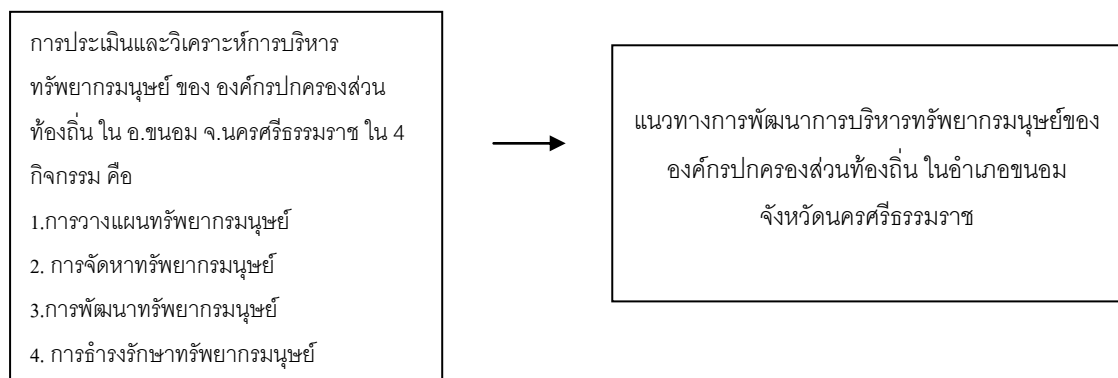 การประเมินและวิเคราะห์การบริหาร
ทรัพยากรมนุษย์ ของ องค์กรปกครองส่วน
ท้องถิ่น ใน อ.ขนอม จ.นครศรีธรรมราช ใน 4
กิจกรรม คือ
1.การวางแผนทรัพยากรมนุษย์
2. การจัดหาทรัพยากรมนุษย์
3.การพัฒนาทรัพยากรมนุษย์
4. การธำรงรักษาทรัพยากรมนุษย์
แนวทางการพัฒนาการบริหารทรัพยากรมนุษย์ของ
องค์กรปกครองส่วนท้องถิ่น ในอำเภอขนอม
จังหวัดนครศรีธรรมราช